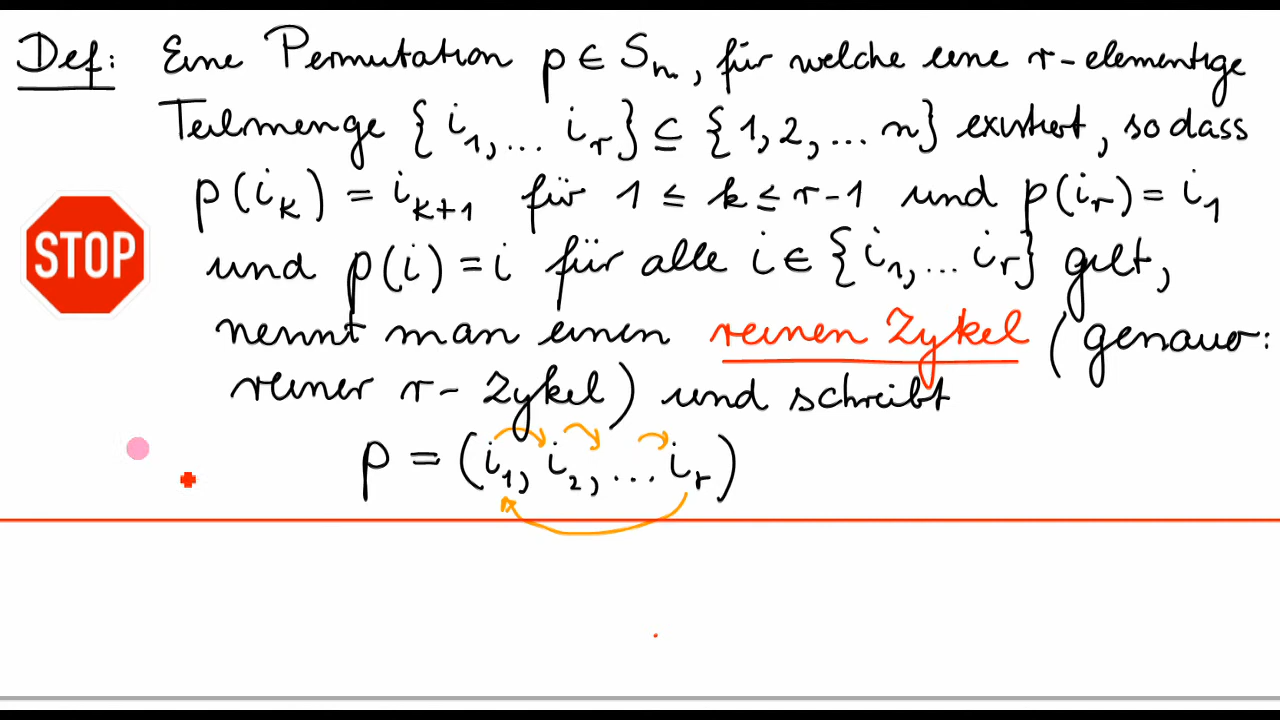 Def: Eine Permutation p ∈ Sₙ, für welche eine r-elementige
Teilmenge {i₁,... iᵣ} ⊆ {1,2,...n} existiert, so dass
p(iₖ) = iₖ₊₁ für 1 ≤ k ≤ r-1 und p(iᵣ) = i₁
STOP
und p(i) = i für alle i ∈ {i₁,... iᵣ} gilt,
nennt man einen reinen Zykel (genauer:
reiner r-Zykel) und schreibt
p = (i₁, i₂, ... iᵣ)